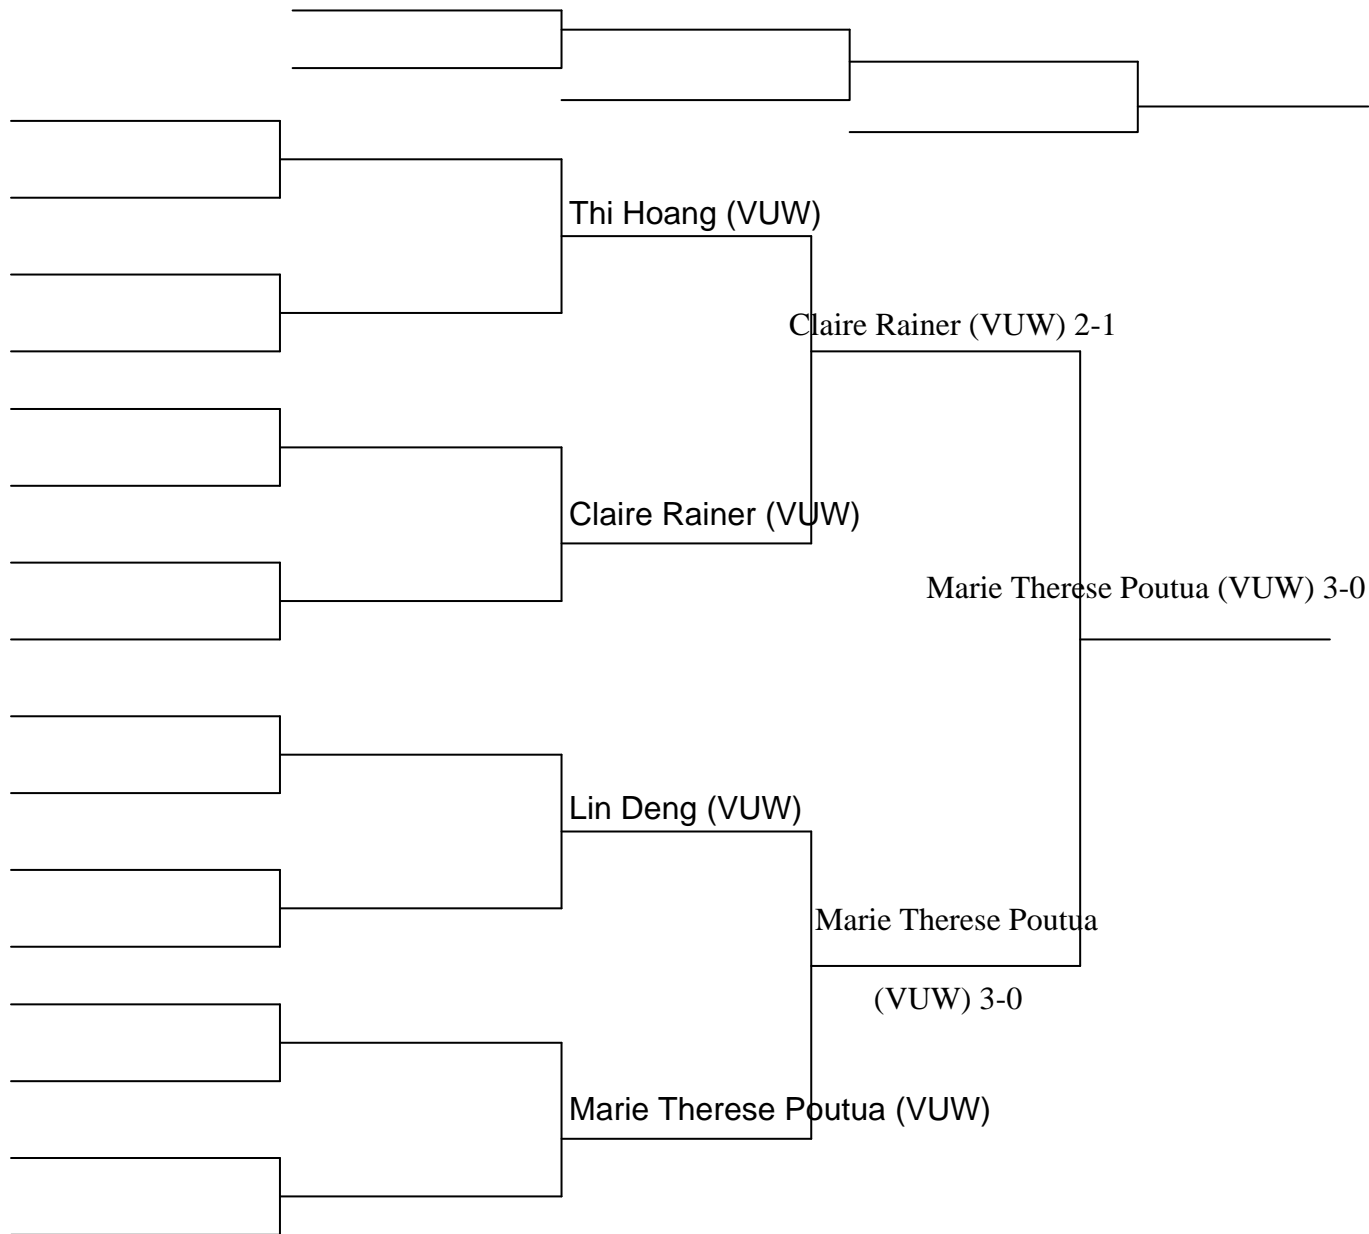 Thi Hoang (VUW)
Claire Rainer (VUW) 2-1
Claire Rainer (VUW)
Marie Therese Poutua (VUW) 3-0
Lin Deng (VUW)
Marie Therese Poutua
(VUW) 3-0
Marie Therese Poutua (VUW)